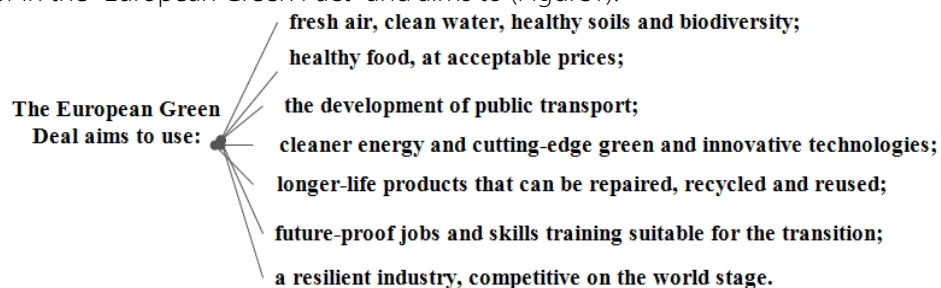 in the "European Green Pact" and aims to (Figure1).
fresh air, clean water, healthy soils and biodiversity;
healthy food, at acceptable prices;
The European Green
Deal aims to use:
the development of public transport;
cleaner energy and cutting-edge green and innovative technologies;
longer-life products that can be repaired, recycled and reused;
future-proof jobs and skills training suitable for the transition;
a resilient industry, competitive on the world stage.